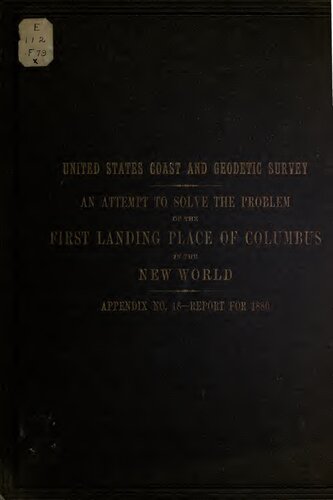 E
112
.F79
X
UNITED STATES COAST AND GEODETIC SURVEY
AN ATTEMPT TO SOLVE THE PROBLEM
OF THE
FIRST LANDING PLACE OF COLUMBUS
IN THE
NEW WORLD
APPENDIX NO. 18—REPORT FOR 1880